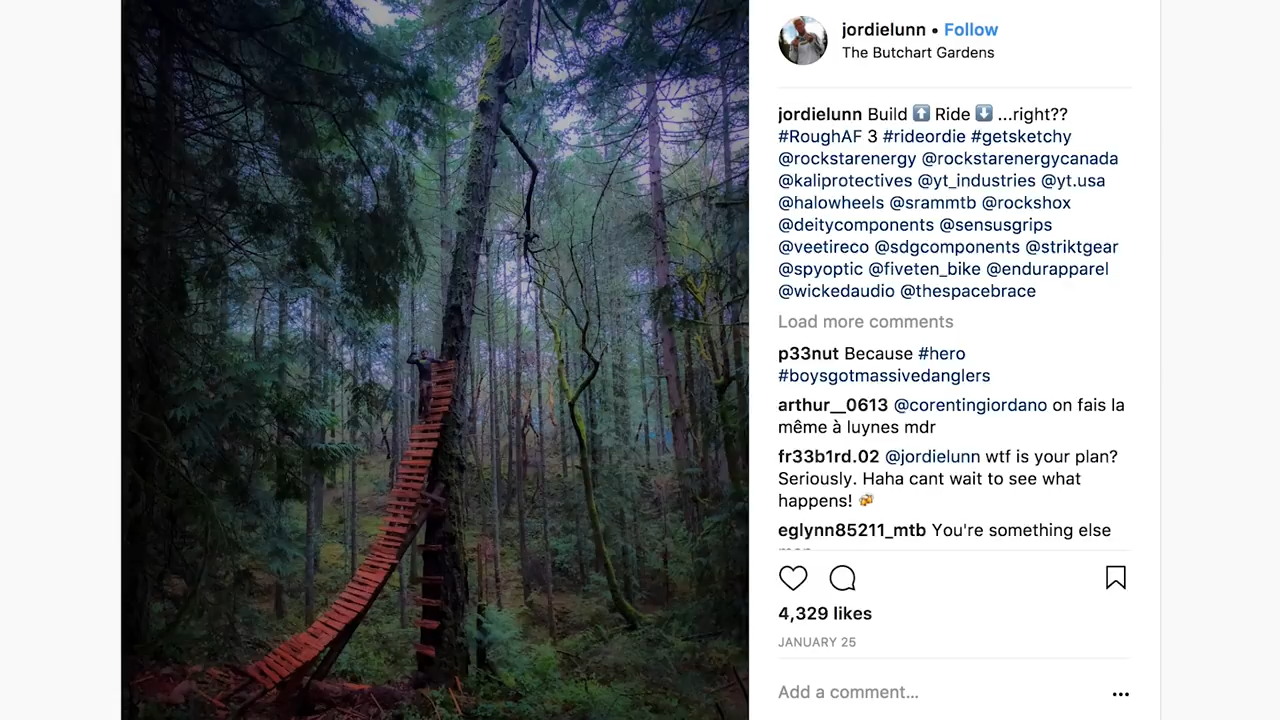 jordielunn • Follow
The Butchart Gardens
jordielunn Build ⬆️ Ride ⬇️ ...right??
#RoughAF 3 #rideordie #getsketchy
@rockstarenergy @rockstarenergycanada
@kaliprotectives @yt_industries @yt.usa
@halowheels @srammtb @rockshox
@deitycomponents @sensusgrips
@veetireco @sdgcomponents @striktgear
@spyoptic @fiveten_bike @endurapparel
@wickedaudio @thespacebrace
Load more comments
p33nut Because #hero
#boysgotmassivedanglers
arthur__0613 @corentingiordano on fais la
même à luynes mdr
fr33b1rd.02 @jordielunn wtf is your plan?
Seriously. Haha cant wait to see what
happens! 🍻
eglynn85211_mtb You're something else
4,329 likes
JANUARY 25
Add a comment...